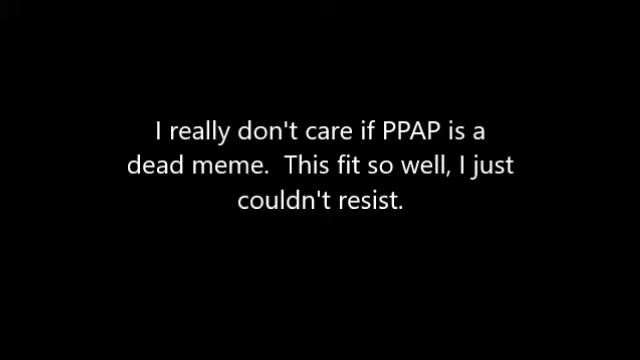 I really don't care if PPAP is a
dead meme.  This fit so well, I just
couldn't resist.